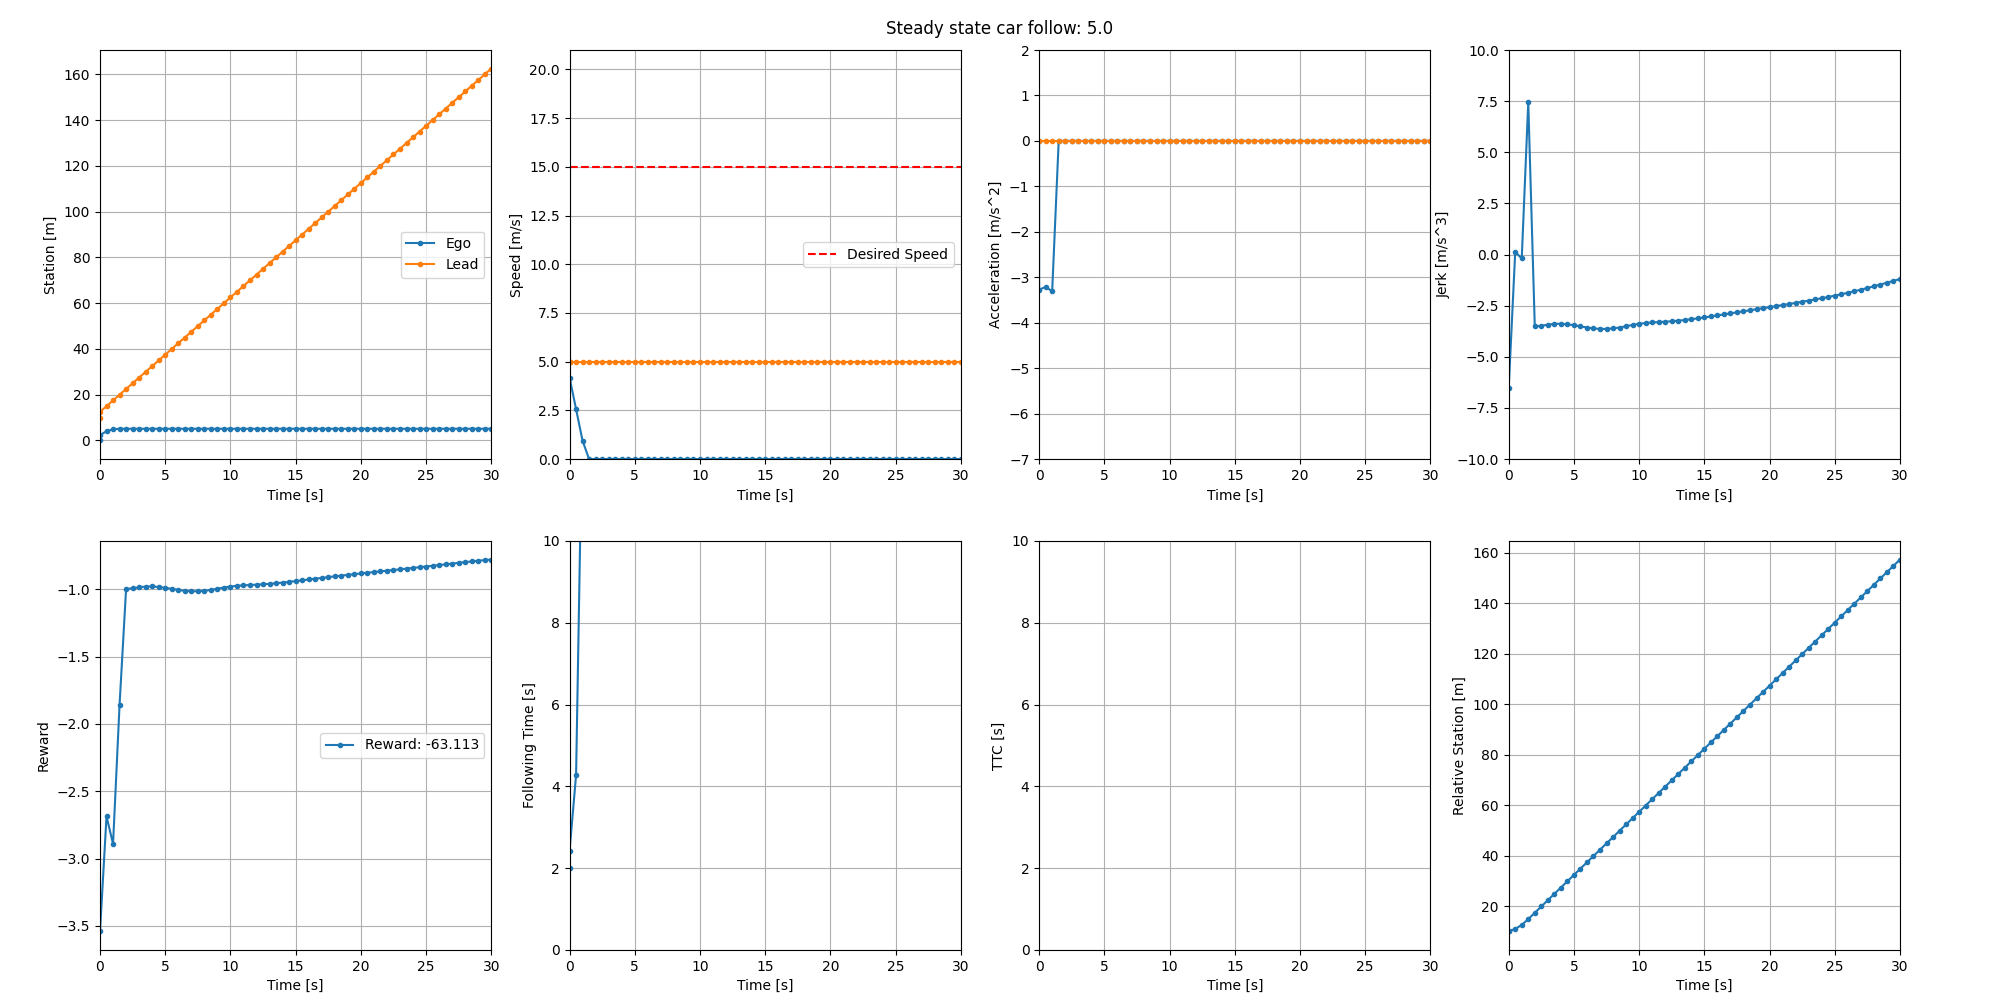 Steady state car follow: 5.0
Station [m]
160
140
120
100
80
60
40
20
0
Ego
Lead
0 5 10 15 20 25 30
Time [s]
Speed [m/s]
20.0
17.5
15.0
12.5
10.0
7.5
5.0
2.5
0.0
Desired Speed
0 5 10 15 20 25 30
Time [s]
Acceleration [m/s^2]
2
1
0
−1
−2
−3
−4
−5
−6
−7
0 5 10 15 20 25 30
Time [s]
Jerk [m/s^3]
10.0
7.5
5.0
2.5
0.0
−2.5
−5.0
−7.5
−10.0
0 5 10 15 20 25 30
Time [s]
Reward
−1.0
−1.5
−2.0
−2.5
−3.0
−3.5
Reward: -63.113
0 5 10 15 20 25 30
Time [s]
Following Time [s]
10
8
6
4
2
0
0 5 10 15 20 25 30
Time [s]
TTC [s]
10
8
6
4
2
0
0 5 10 15 20 25 30
Time [s]
Relative Station [m]
160
140
120
100
80
60
40
20
0 5 10 15 20 25 30
Time [s]